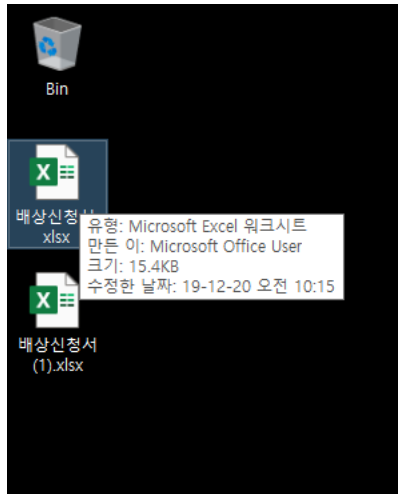 Bin
배상신청서
xlsx
유형: Microsoft Excel 워크시트
만든 이: Microsoft Office User
크기: 15.4KB
수정한 날짜: 19-12-20 오전 10:15
배상신청서
(1).xlsx